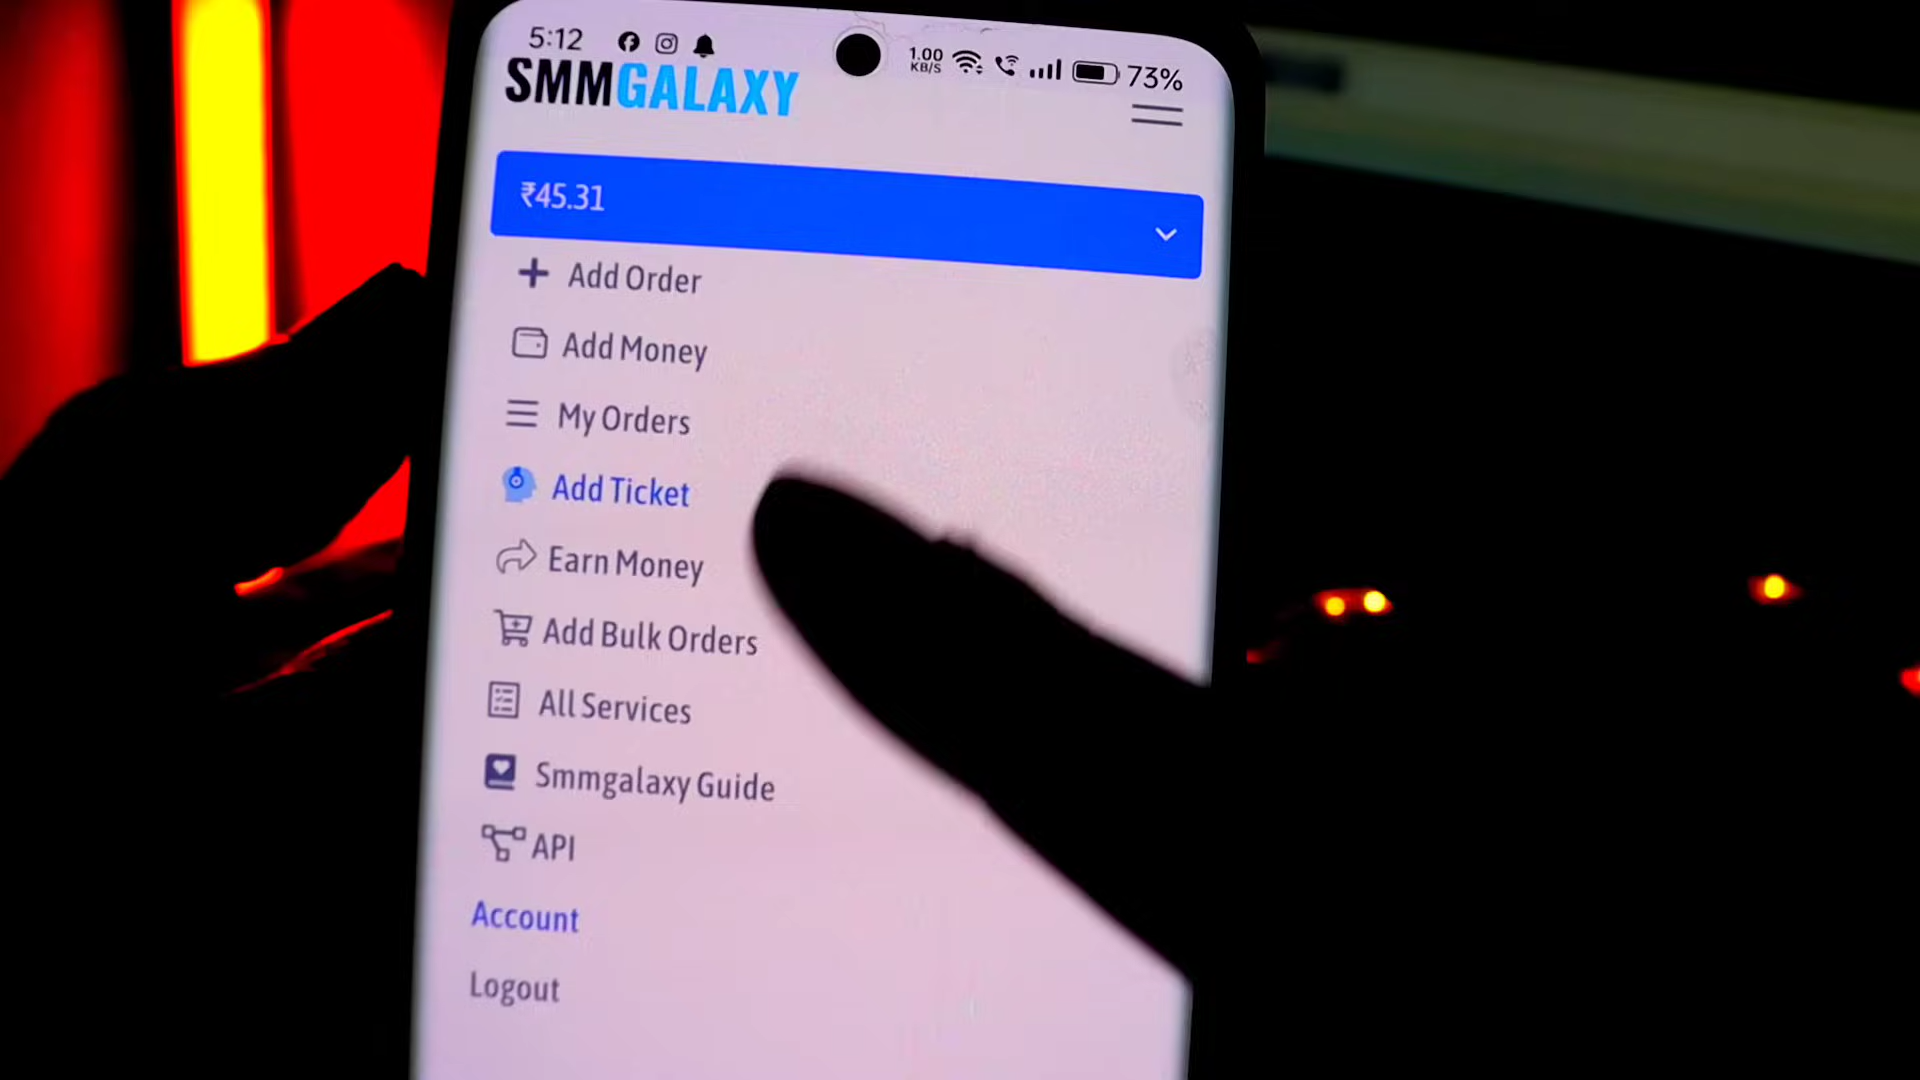 5:12
1.00
KB/S
73%
SMMGALAXY
₹45.31
Add Order
Add Money
My Orders
Add Ticket
Earn Money
Add Bulk Orders
All Services
Smmgalaxy Guide
API
Account
Logout